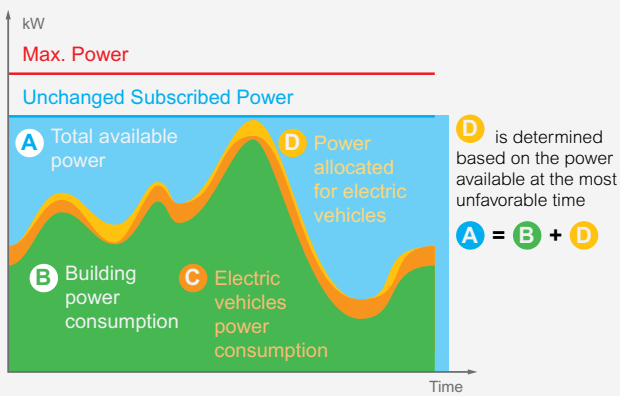 kW
Max. Power
Unchanged Subscribed Power
A Total available
power
D Power
allocated
for electric
vehicles
B Building
power
consumption
C Electric
vehicles
power
consumption
Time
D is determined
based on the power
available at the most
unfavorable time
A = B + D